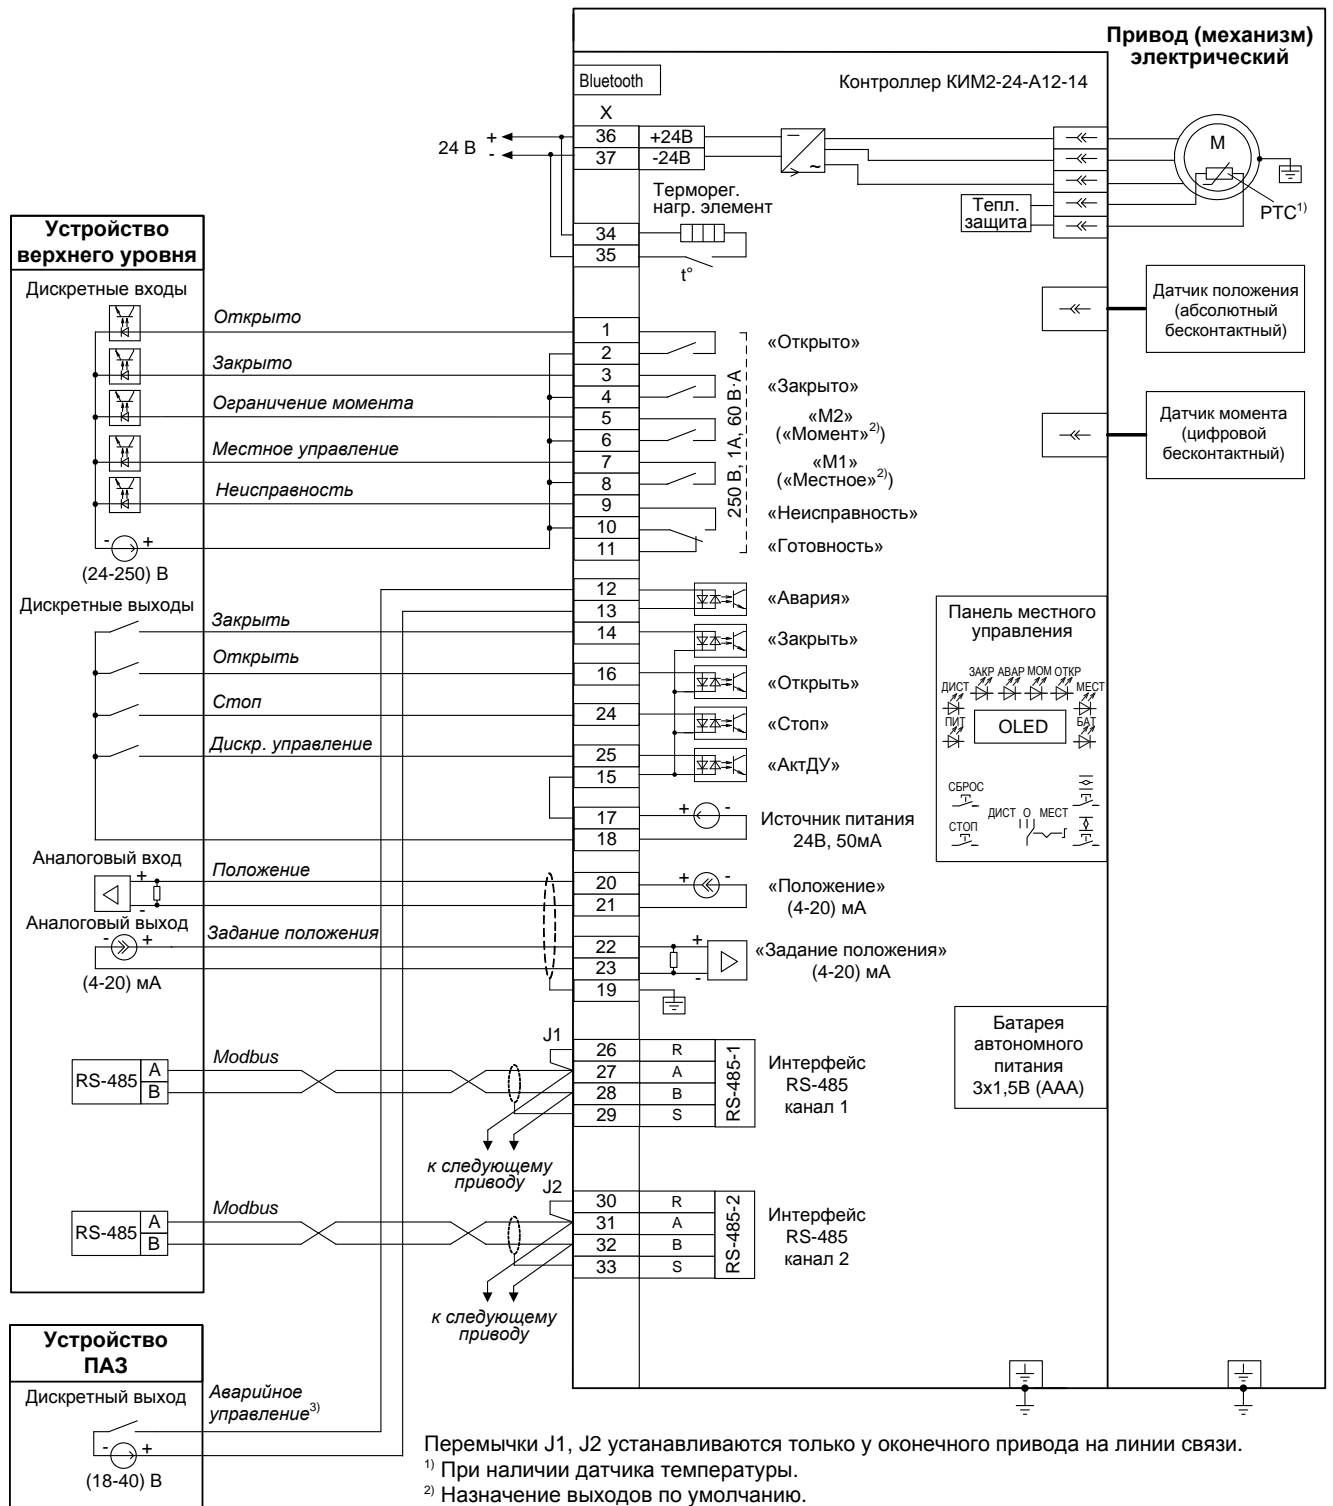 Привод (механизм)
электрический
Bluetooth
Контроллер КИМ2-24-А12-14
X
24 В
+
-
36
+24В
37
-24В
M
PTC1)
Терморег.
нагр. элемент
Тепл.
защита
34
35
t°
Устройство
верхнего уровня
Дискретные входы
Открыто
1
2
«Открыто»
Закрыто
3
4
«Закрыто»
Ограничение момента
5
6
«М2»
(«Момент»2))
Местное управление
7
8
«М1»
(«Местное»2))
Неисправность
9
10
11
«Неисправность»
«Готовность»
250 В, 1А, 60 В·А
- +
(24-250) В
Датчик положения
(абсолютный
бесконтактный)
Датчик момента
(цифровой
бесконтактный)
Дискретные выходы
12
13
«Авария»
Закрыть
14
«Закрыть»
Открыть
16
«Открыть»
Стоп
24
«Стоп»
Дискр. управление
25
15
«АктДУ»
17
18
+ -
Источник питания
24В, 50мА
Панель местного
управления
ЗАКР АВАР МОМ ОТКР
ДИСТ
МЕСТ
ПИТ
OLED
БАТ
СБРОС
ДИСТ О МЕСТ
СТОП
Аналоговый вход
+
-
Положение
20
21
+ -
«Положение»
(4-20) мА
Аналоговый выход
- +
(4-20) мА
Задание положения
22
23
19
+
-
«Задание положения»
(4-20) мА
Батарея
автономного
питания
3х1,5В (ААА)
RS-485
A
B
Modbus
J1
26 R
27 A
28 B
29 S
RS-485-1
Интерфейс
RS-485
канал 1
к следующему
приводу
RS-485
A
B
Modbus
J2
30 R
31 A
32 B
33 S
RS-485-2
Интерфейс
RS-485
канал 2
к следующему
приводу
Устройство
ПАЗ
Дискретный выход
Аварийное
управление3)
- +
(18-40) В
Перемычки J1, J2 устанавливаются только у оконечного привода на линии связи.
1) При наличии датчика температуры.
2) Назначение выходов по умолчанию.